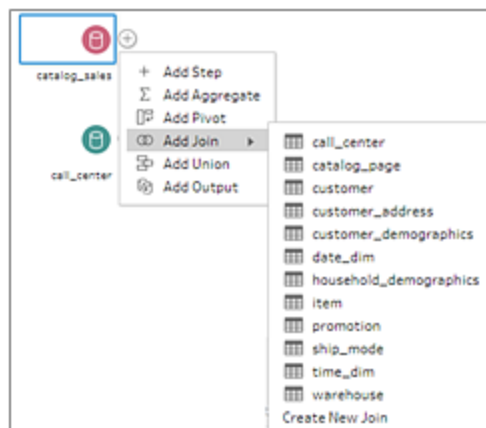 catalog_sales
call_center
Add Step
Add Aggregate
Add Pivot
Add Join
Add Union
Add Output
call_center
catalog_page
customer
customer_address
customer_demographics
date_dim
household_demographics
item
promotion
ship_mode
time_dim
warehouse
Create New Join